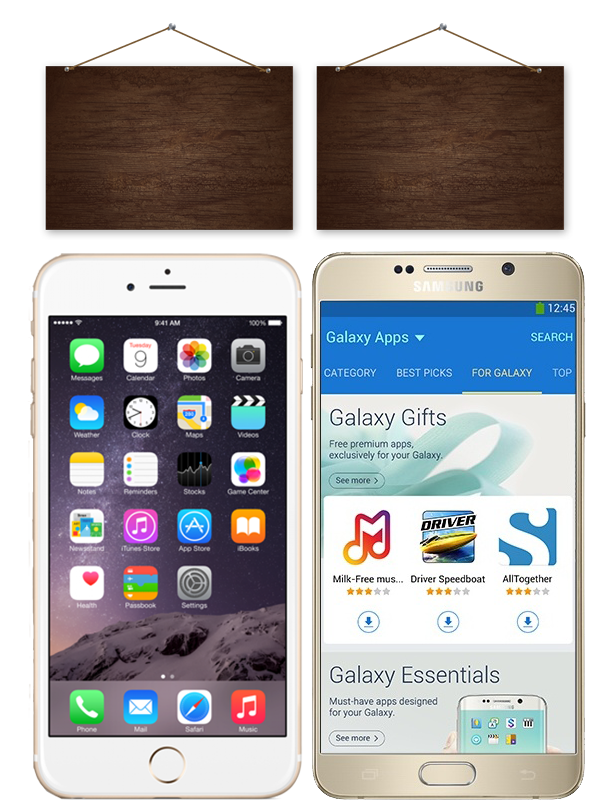 9:41 AM
100%
Tuesday
9
Messages
Calendar
Photos
Camera
Weather
Clock
Maps
Videos
280
Notes
Reminders
Stocks
Game Center
Newsstand
iTunes Store
App Store
iBooks
Health
Passbook
Settings
Phone
Mail
Safari
Music
SAMSUNG
12:45
Galaxy Apps
SEARCH
CATEGORY
BEST PICKS
FOR GALAXY
TOP
Galaxy Gifts
Free premium apps,
exclusively for your Galaxy.
See more >
DRIVER
Milk-Free mus...
Driver Speedboat
AllTogether
Galaxy Essentials
Must-have apps designed
for your Galaxy.
See more >